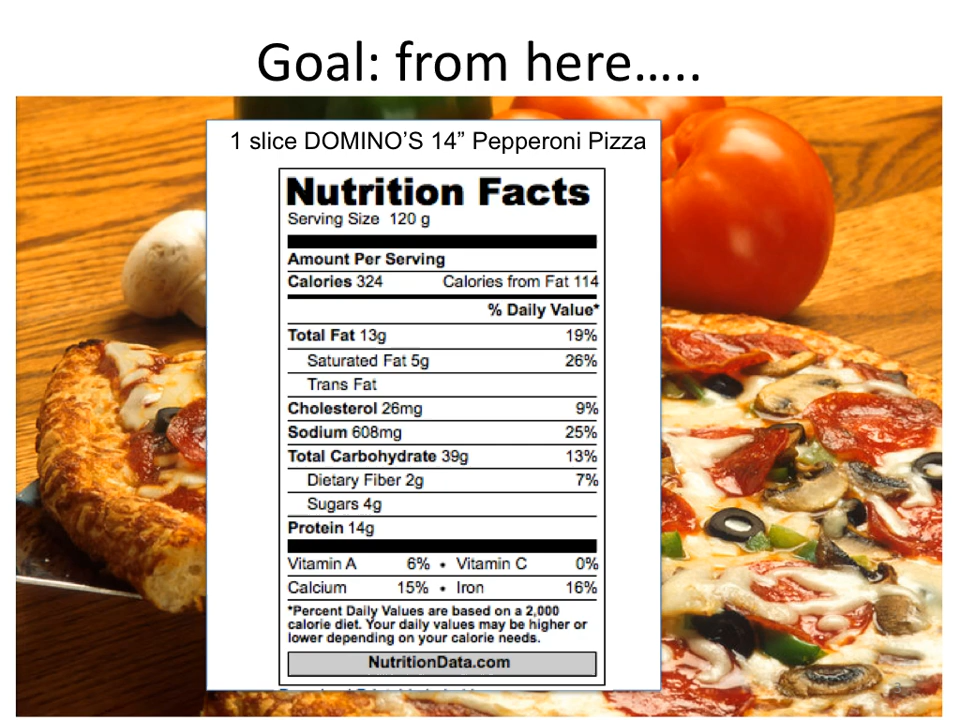 Goal: from here…..
1 slice DOMINO’S 14” Pepperoni Pizza
Nutrition Facts
Serving Size 120 g
Amount Per Serving
Calories 324 Calories from Fat 114
% Daily Value*
Total Fat 13g 19%
Saturated Fat 5g 26%
Trans Fat
Cholesterol 26mg 9%
Sodium 608mg 25%
Total Carbohydrate 39g 13%
Dietary Fiber 2g 7%
Sugars 4g
Protein 14g
Vitamin A 6% • Vitamin C 0%
Calcium 15% • Iron 16%
*Percent Daily Values are based on a 2,000
calorie diet. Your daily values may be higher or
lower depending on your calorie needs.
NutritionData.com